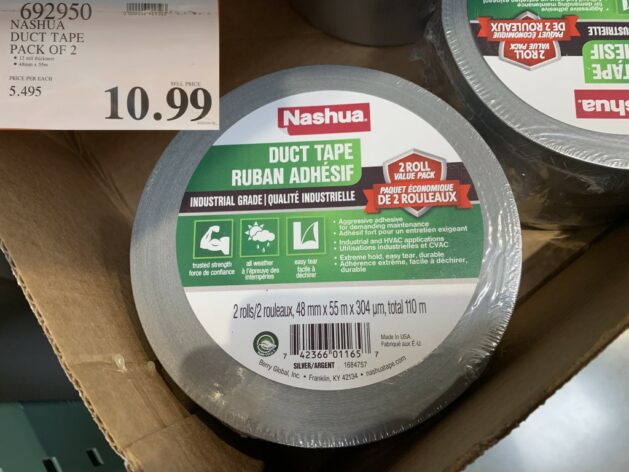 692950
NASHUA
DUCT TAPE
PACK OF 2
• 12 mil thickness
• 48mm x 55m
PRICE PER EACH
5.495
SELL PRICE
10.99
Nashua.
DUCT TAPE
RUBAN ADHÉSIF
2 ROLL
VALUE PACK
PAQUET ÉCONOMIQUE
DE 2 ROULEAUX
INDUSTRIAL GRADE | QUALITÉ INDUSTRIELLE
trusted strength
force de confiance
all weather
à l'épreuve des
intempéries
easy tear
facile à
déchirer
• Aggressive adhesive
for demanding maintenance
• Adhésif fort pour un entretien exigeant
• Industrial and HVAC applications
• Utilisations industrielles et CVAC
• Extreme hold, easy tear, durable
• Adhérence extrême, facile à déchirer,
durable
2 rolls/2 rouleaux, 48 mm x 55 m x 304 µm, total 110 m
7 42366 01165 7
SILVER/ARGENT 1684757
Made in USA
Fabriqué aux É.-U.
Berry Global, Inc. • Franklin, KY 42134 • nashuatape.com
PAQUET ÉCONOMIQUE
DE 2 ROULEAUX
2 ROLL
VALUE PACK
Nashua.